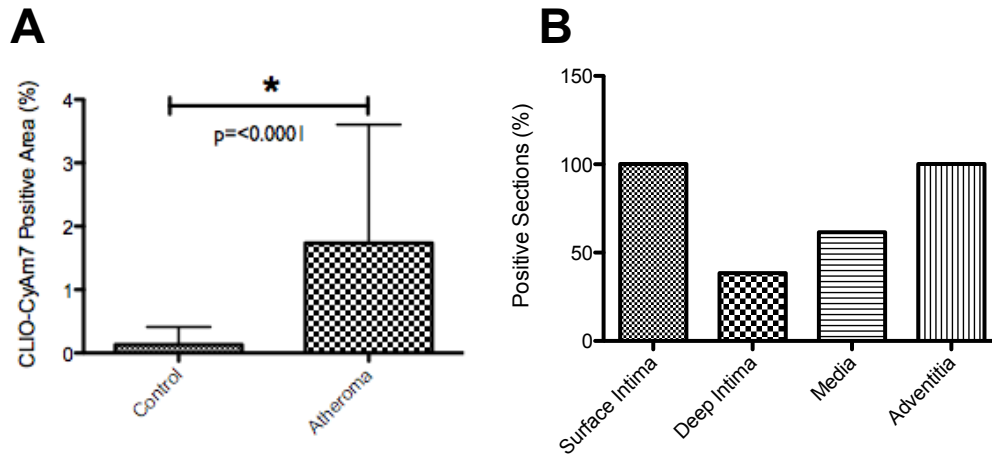 A
CLIO-CyAm7 Positive Area (%)
4
3
2
1
0
*
p=<0.0001
Control
Atheroma
B
Positive Sections (%)
150
100
50
0
Surface Intima
Deep Intima
Media
Adventitia